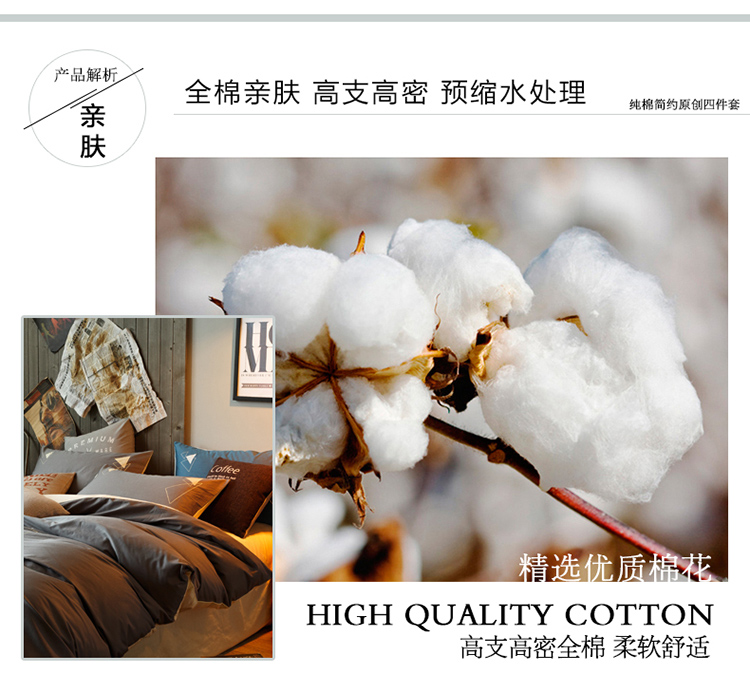 产品解析
亲肤
全棉亲肤 高支高密 预缩水处理
纯棉简约原创四件套
PREMIUM
Coffee
精选优质棉花
HIGH QUALITY COTTON
高支高密全棉 柔软舒适